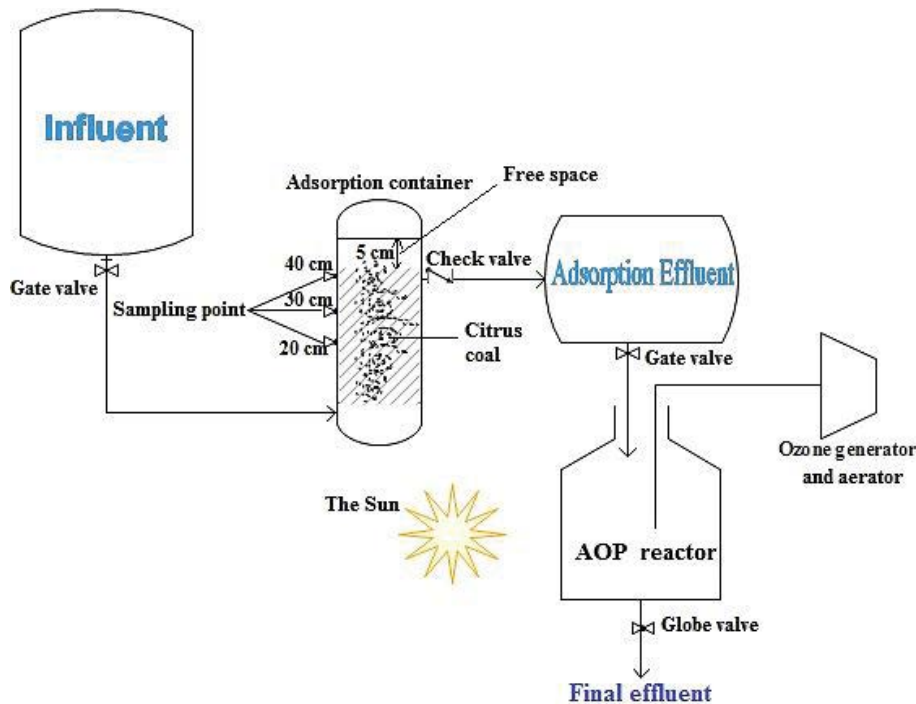 Influent
Gate valve
Adsorption container
Free space
5 cm
40 cm
30 cm
20 cm
Sampling point
Check valve
Citrus
coal
Adsorption Effluent
Gate valve
Ozone generator
and aerator
The Sun
AOP reactor
Globe valve
Final effluent